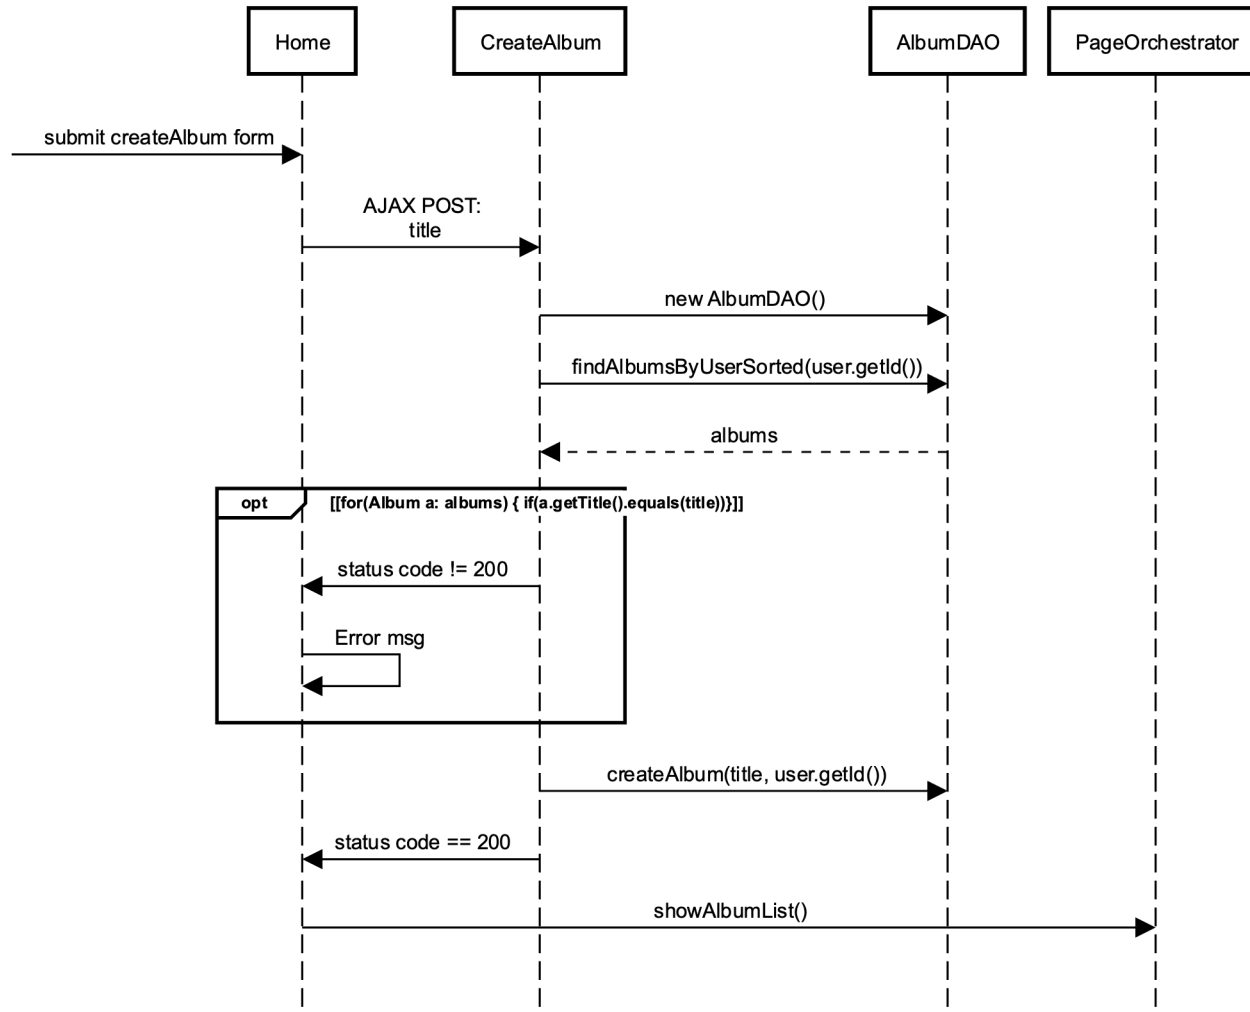 Home
CreateAlbum
AlbumDAO
PageOrchestrator
submit createAlbum form
AJAX POST:
title
new AlbumDAO()
findAlbumsByUserSorted(user.getId())
albums
opt
[[for(Album a: albums) { if(a.getTitle().equals(title))}]]
status code != 200
Error msg
createAlbum(title, user.getId())
status code == 200
showAlbumList()